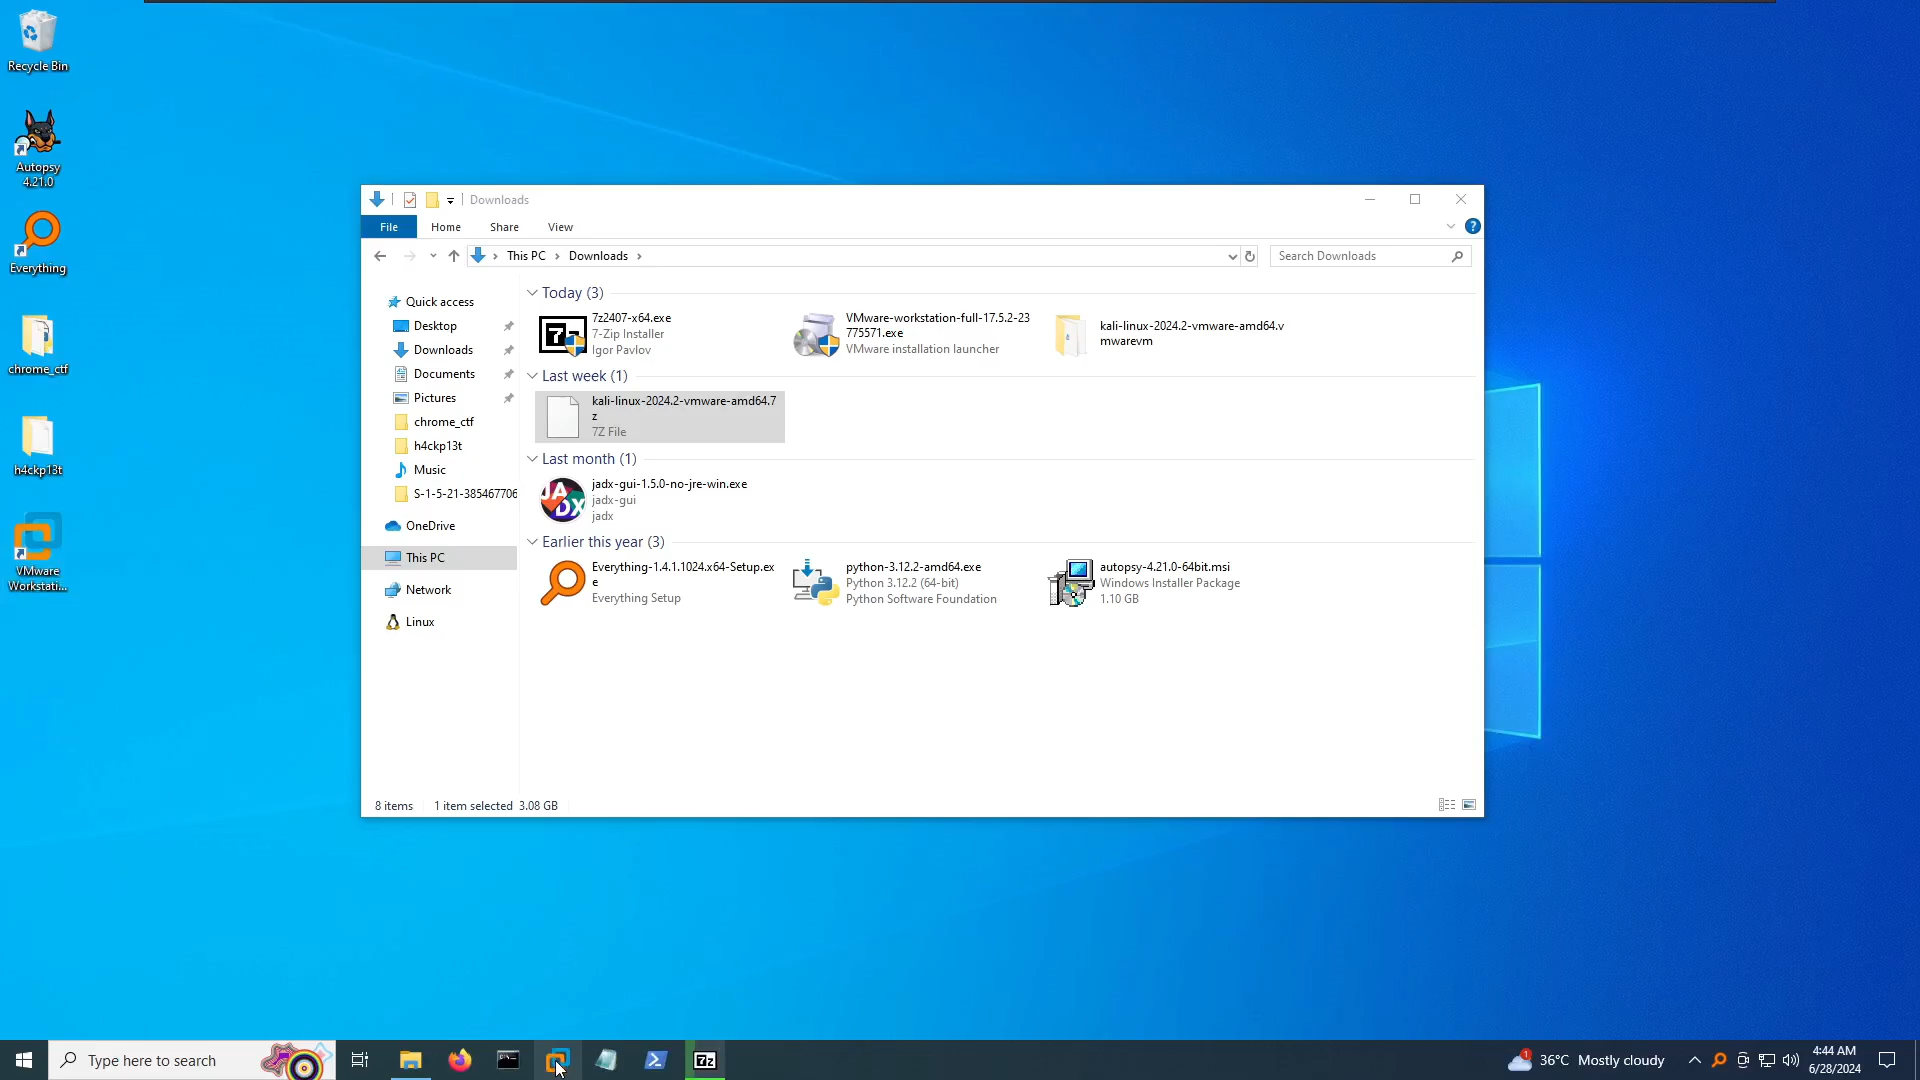 Recycle Bin
Autopsy
4.21.0
Everything
chrome_ctf
h4ckp13t
VMware
Workstati...
Downloads
File
Home
Share
View
?
This PC
Downloads
Search Downloads
Quick access
Desktop
Downloads
Documents
Pictures
chrome_ctf
h4ckp13t
Music
S-1-5-21-385467706
OneDrive
This PC
Network
Linux
Today (3)
7z2407-x64.exe
7-Zip Installer
Igor Pavlov
VMware-workstation-full-17.5.2-23
775571.exe
VMware installation launcher
kali-linux-2024.2-vmware-amd64.v
mwarevm
Last week (1)
kali-linux-2024.2-vmware-amd64.7
z
7Z File
Last month (1)
JADX
jadx-gui-1.5.0-no-jre-win.exe
jadx-gui
jadx
Earlier this year (3)
Everything-1.4.1.1024.x64-Setup.ex
e
Everything Setup
python-3.12.2-amd64.exe
Python 3.12.2 (64-bit)
Python Software Foundation
autopsy-4.21.0-64bit.msi
Windows Installer Package
1.10 GB
8 items
1 item selected 3.08 GB
Type here to search
7z
1
36°C Mostly cloudy
4:44 AM
6/28/2024